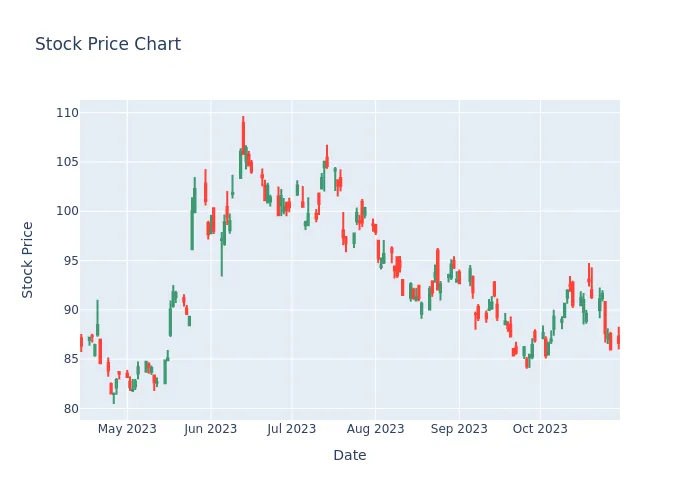 Stock Price Chart
110
105
100
95
90
85
80
Stock Price
May 2023
Jun 2023
Jul 2023
Aug 2023
Sep 2023
Oct 2023
Date